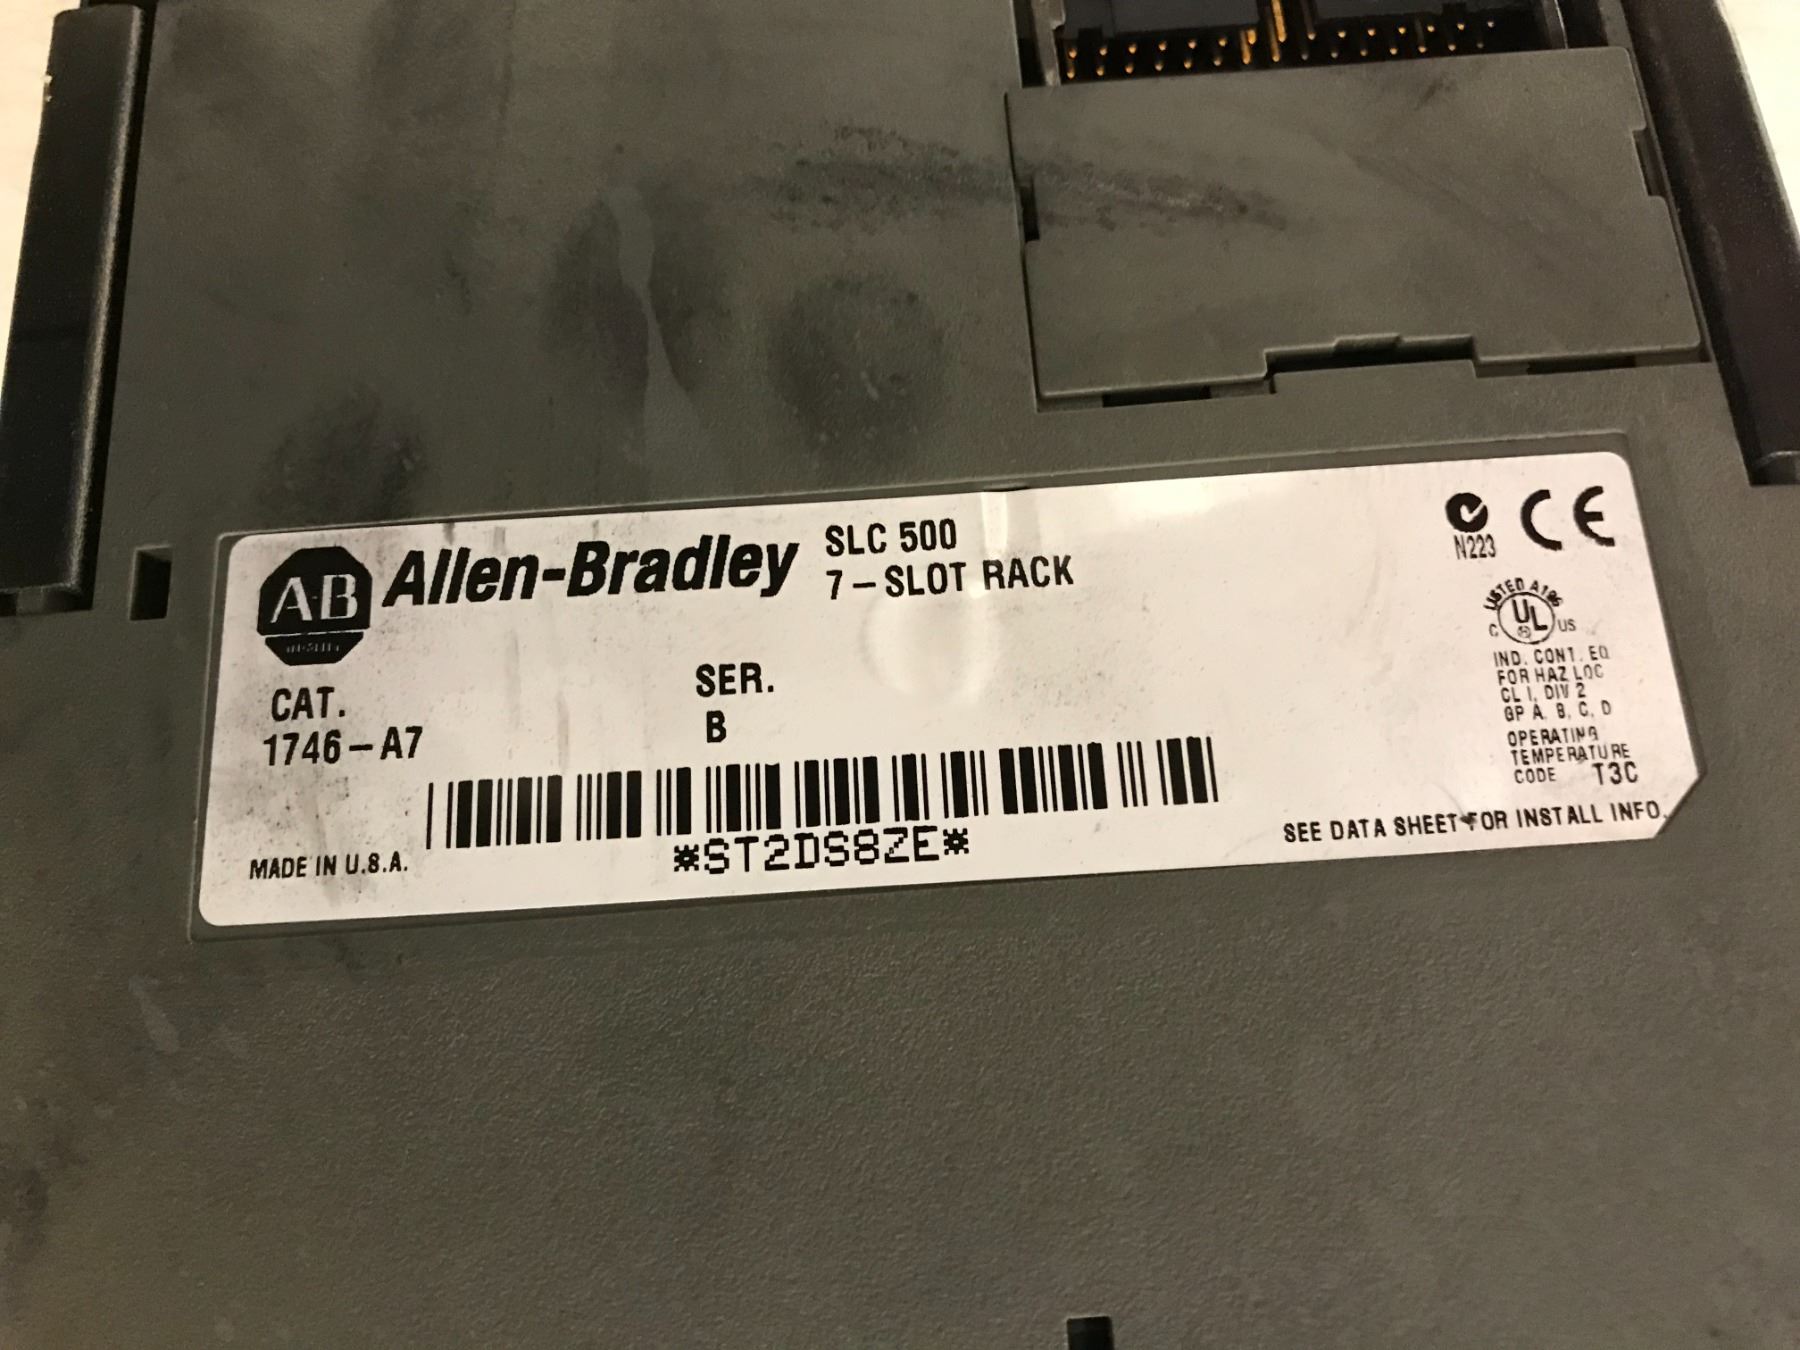 A·B
Allen-Bradley
SLC 500
7-SLOT RACK
CAT.
1746-A7
SER.
B
*ST2DS8ZE*
MADE IN U.S.A.
N223
CE
LISTED A196
C UL US
IND. CONT. EQ
FOR HAZ LOC
CL I, DIV 2
GP A, B, C, D
OPERATING
TEMPERATURE
CODE T3C
SEE DATA SHEET FOR INSTALL INFO.